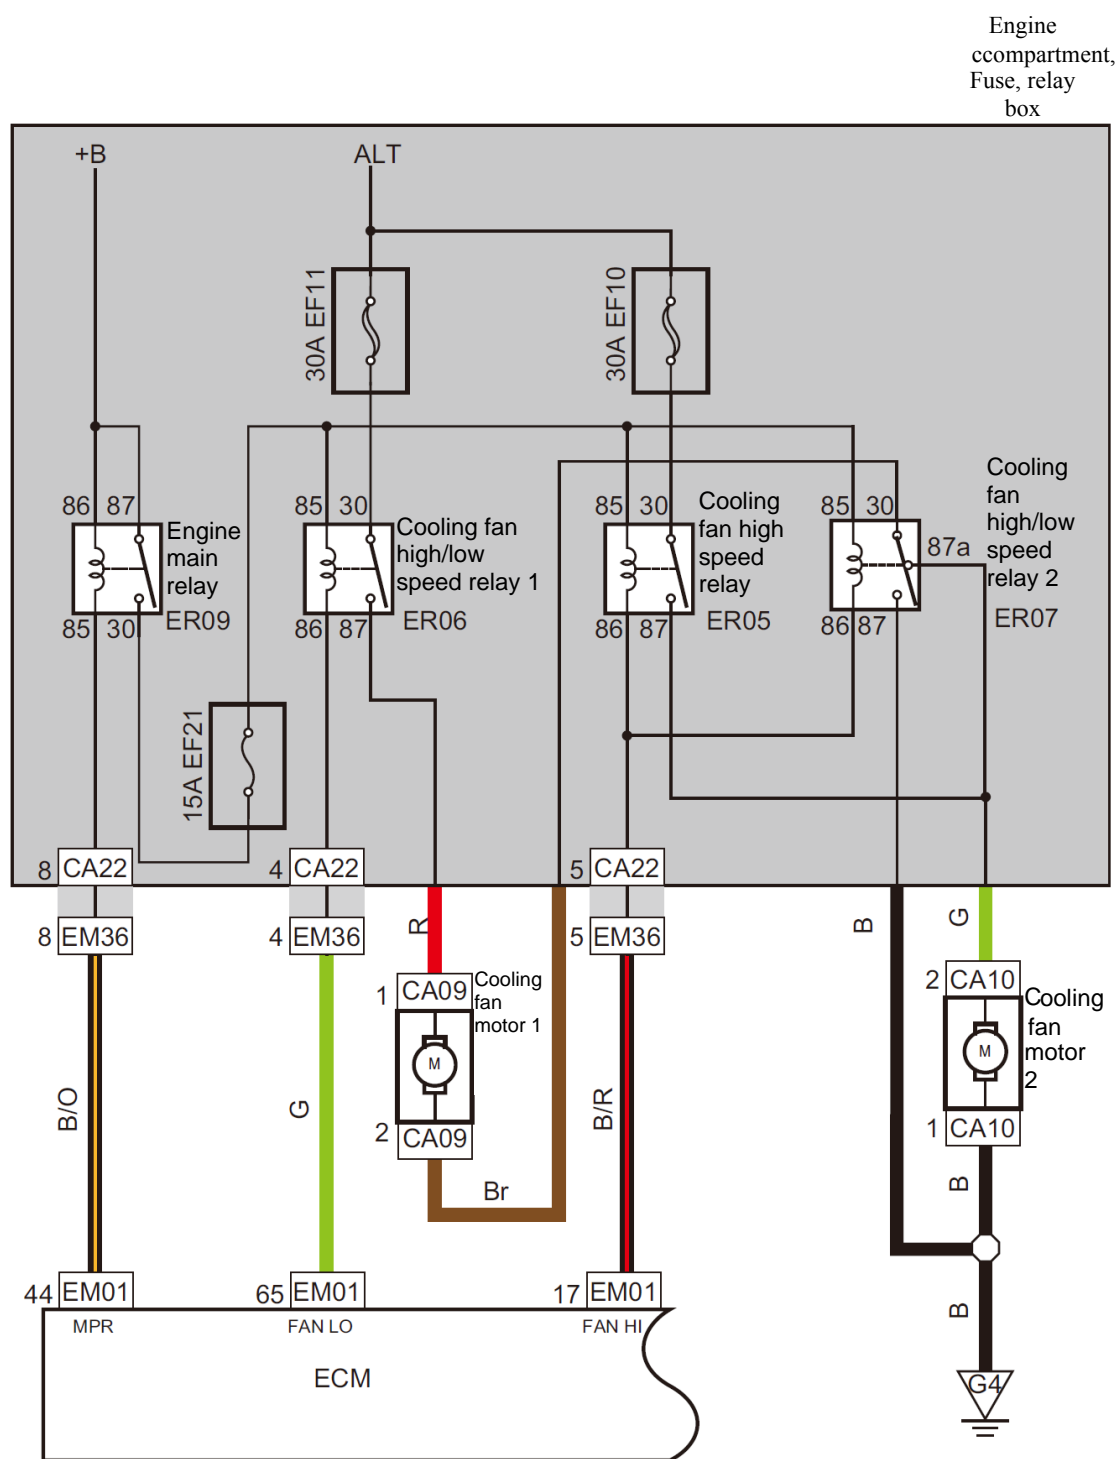 Engine
ccompartment,
Fuse, relay
box
+B
ALT
30A EF11
30A EF10
86 87
85 30
85 30
85 30
Engine
main
relay
ER09
Cooling fan
high/low
speed relay 1
ER06
Cooling
fan high
speed
relay
ER05
87a
Cooling
fan
high/low
speed
relay 2
ER07
85 30
86 87
86 87
86 87
15A EF21
8 CA22
4 CA22
5 CA22
8 EM36
4 EM36
5 EM36
R
B
G
1 CA09
Cooling
fan
motor 1
M
2 CA09
2 CA10
Cooling
fan
motor
2
M
1 CA10
B/O
G
Br
B/R
B
B
44 EM01
65 EM01
17 EM01
MPR
FAN LO
FAN HI
ECM
G4